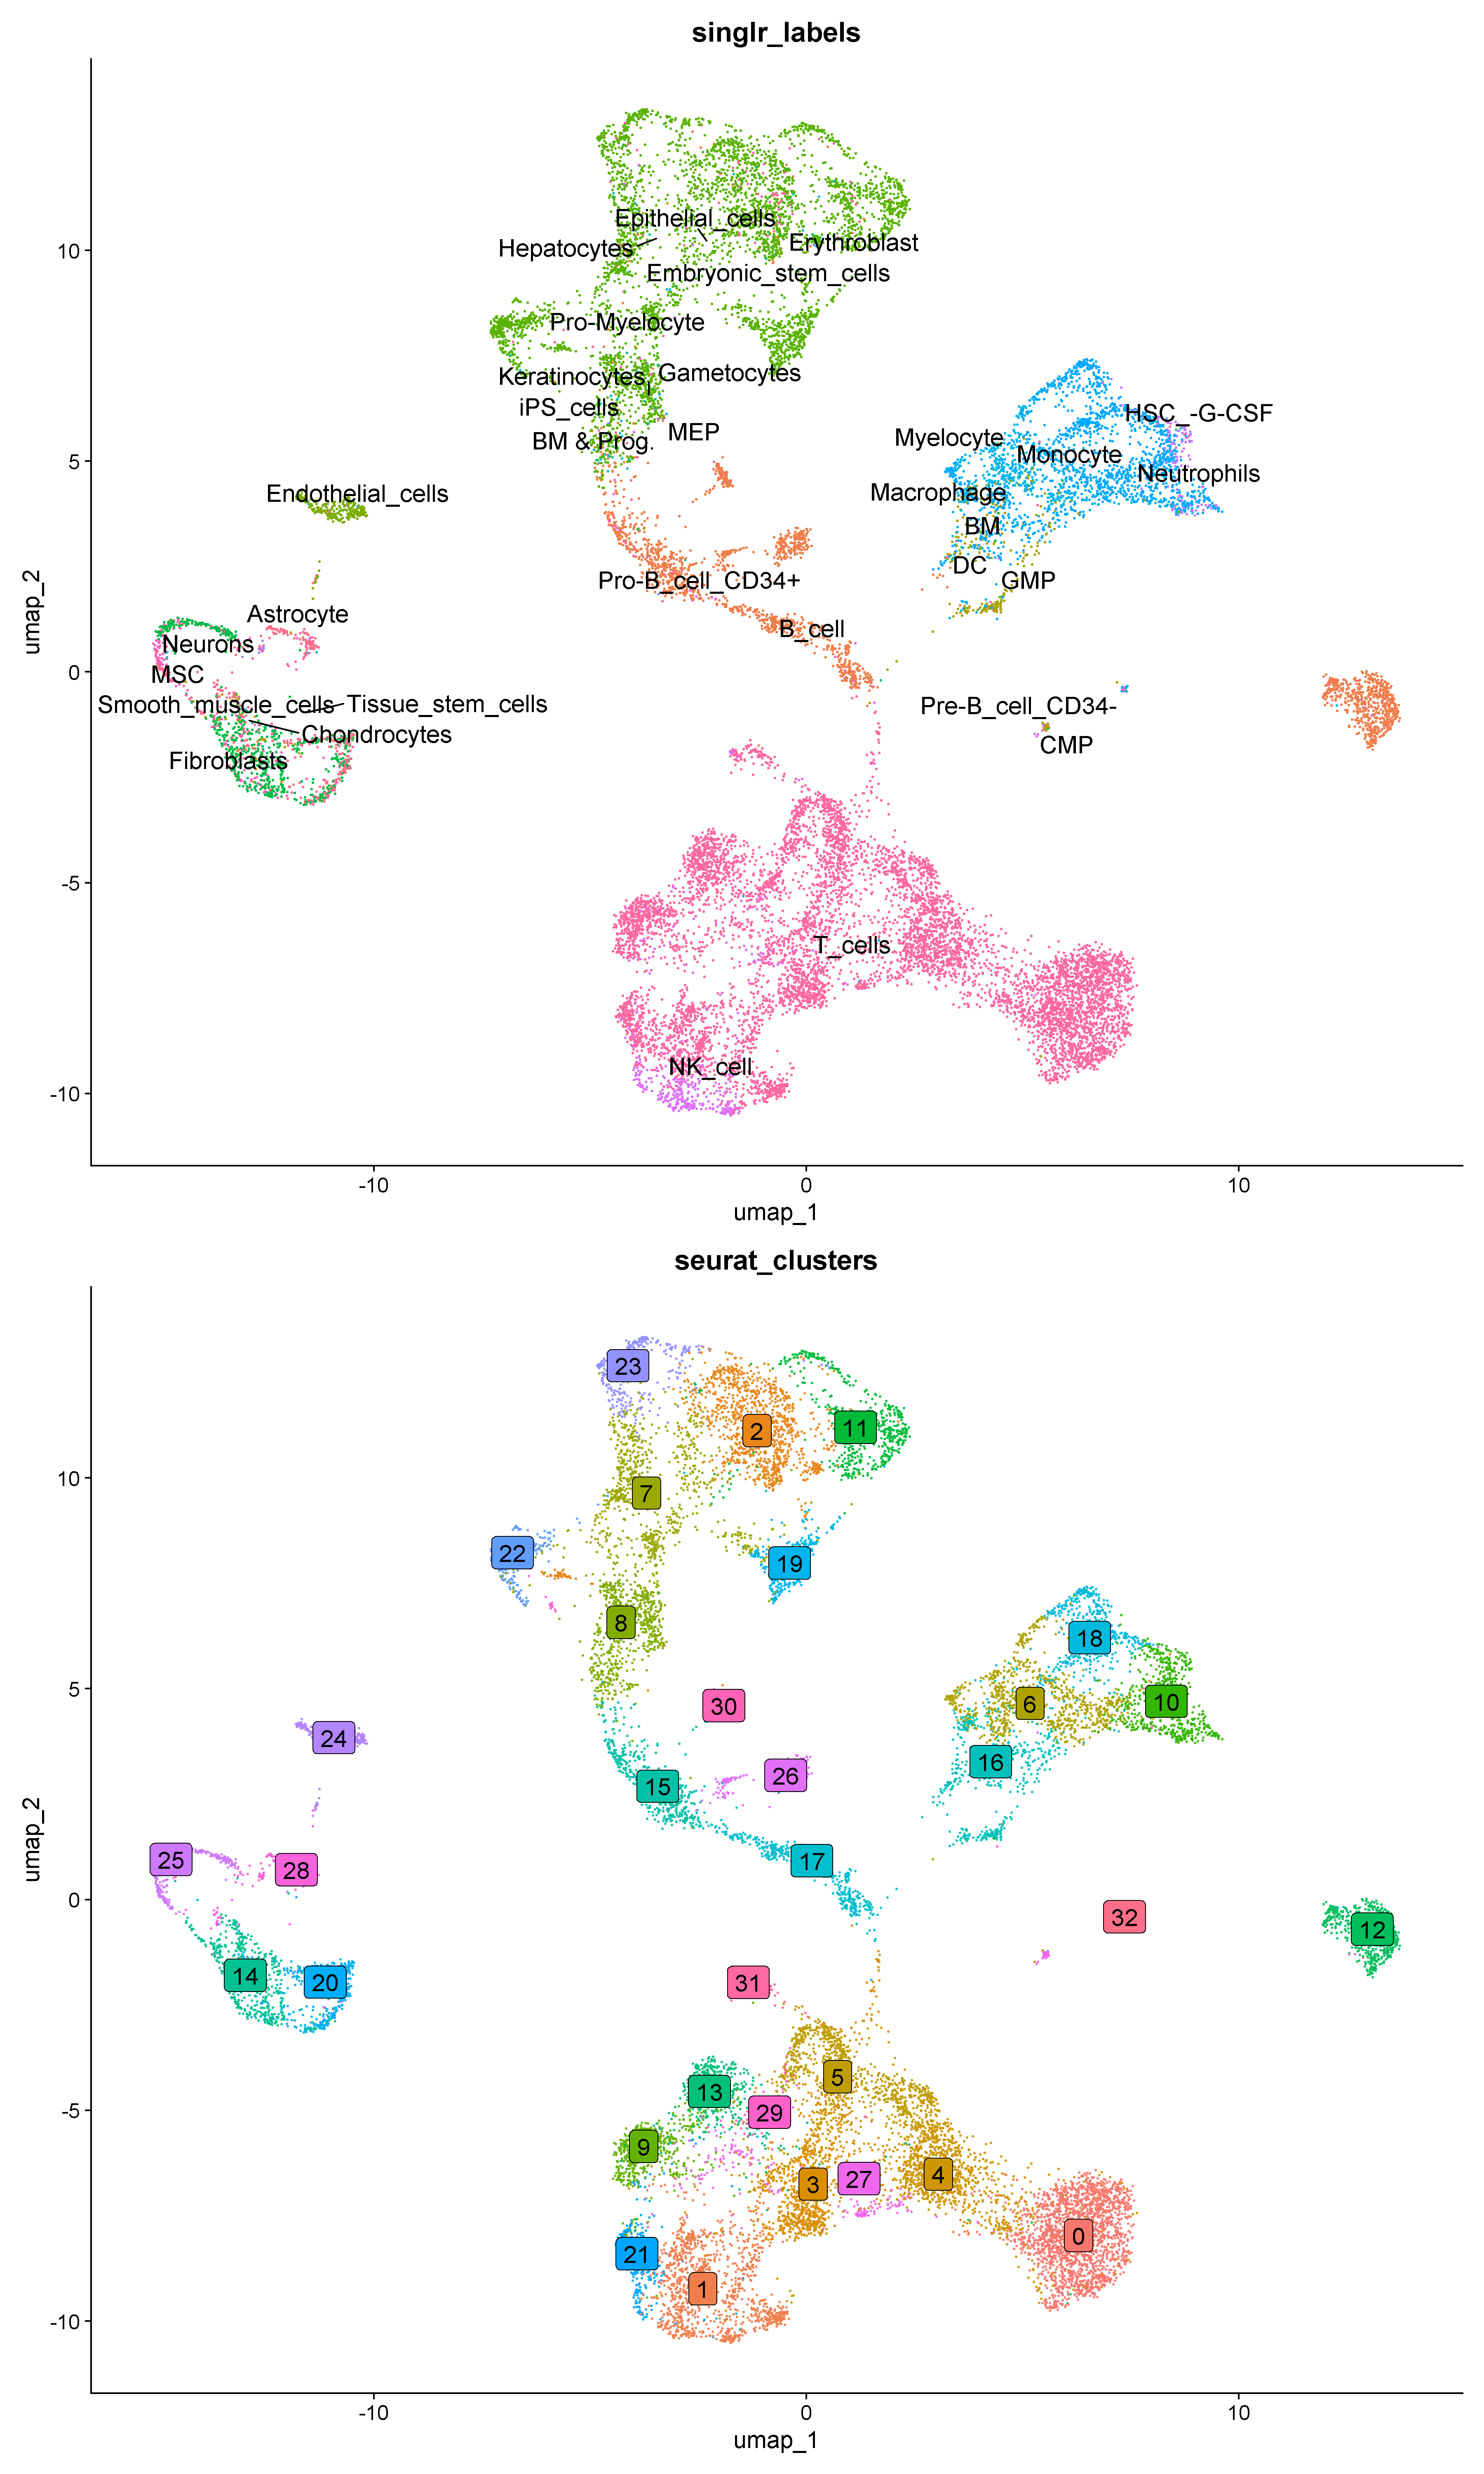 singlr_labels
Epithelial_cells
Hepatocytes
Erythroblast
Embryonic_stem_cells
Pro-Myelocyte
Keratinocytes
Gametocytes
iPS_cells
BM & Prog.
MEP
HSC_-G-CSF
Myelocyte
Monocyte
Neutrophils
Macrophage
BM
DC
GMP
Endothelial_cells
Pro-B_cell_CD34+
B_cell
Astrocyte
Neurons
MSC
Smooth_muscle_cells
Tissue_stem_cells
Chondrocytes
Fibroblasts
Pre-B_cell_CD34-
CMP
T_cells
NK_cell
10
5
0
-5
-10
umap_2
-10
0
10
umap_1
seurat_clusters
23
2
11
7
22
19
8
18
30
6
10
24
16
15
26
25
28
17
32
12
14
20
31
5
13
29
9
3
27
4
21
0
1
10
5
0
-5
-10
umap_2
-10
0
10
umap_1